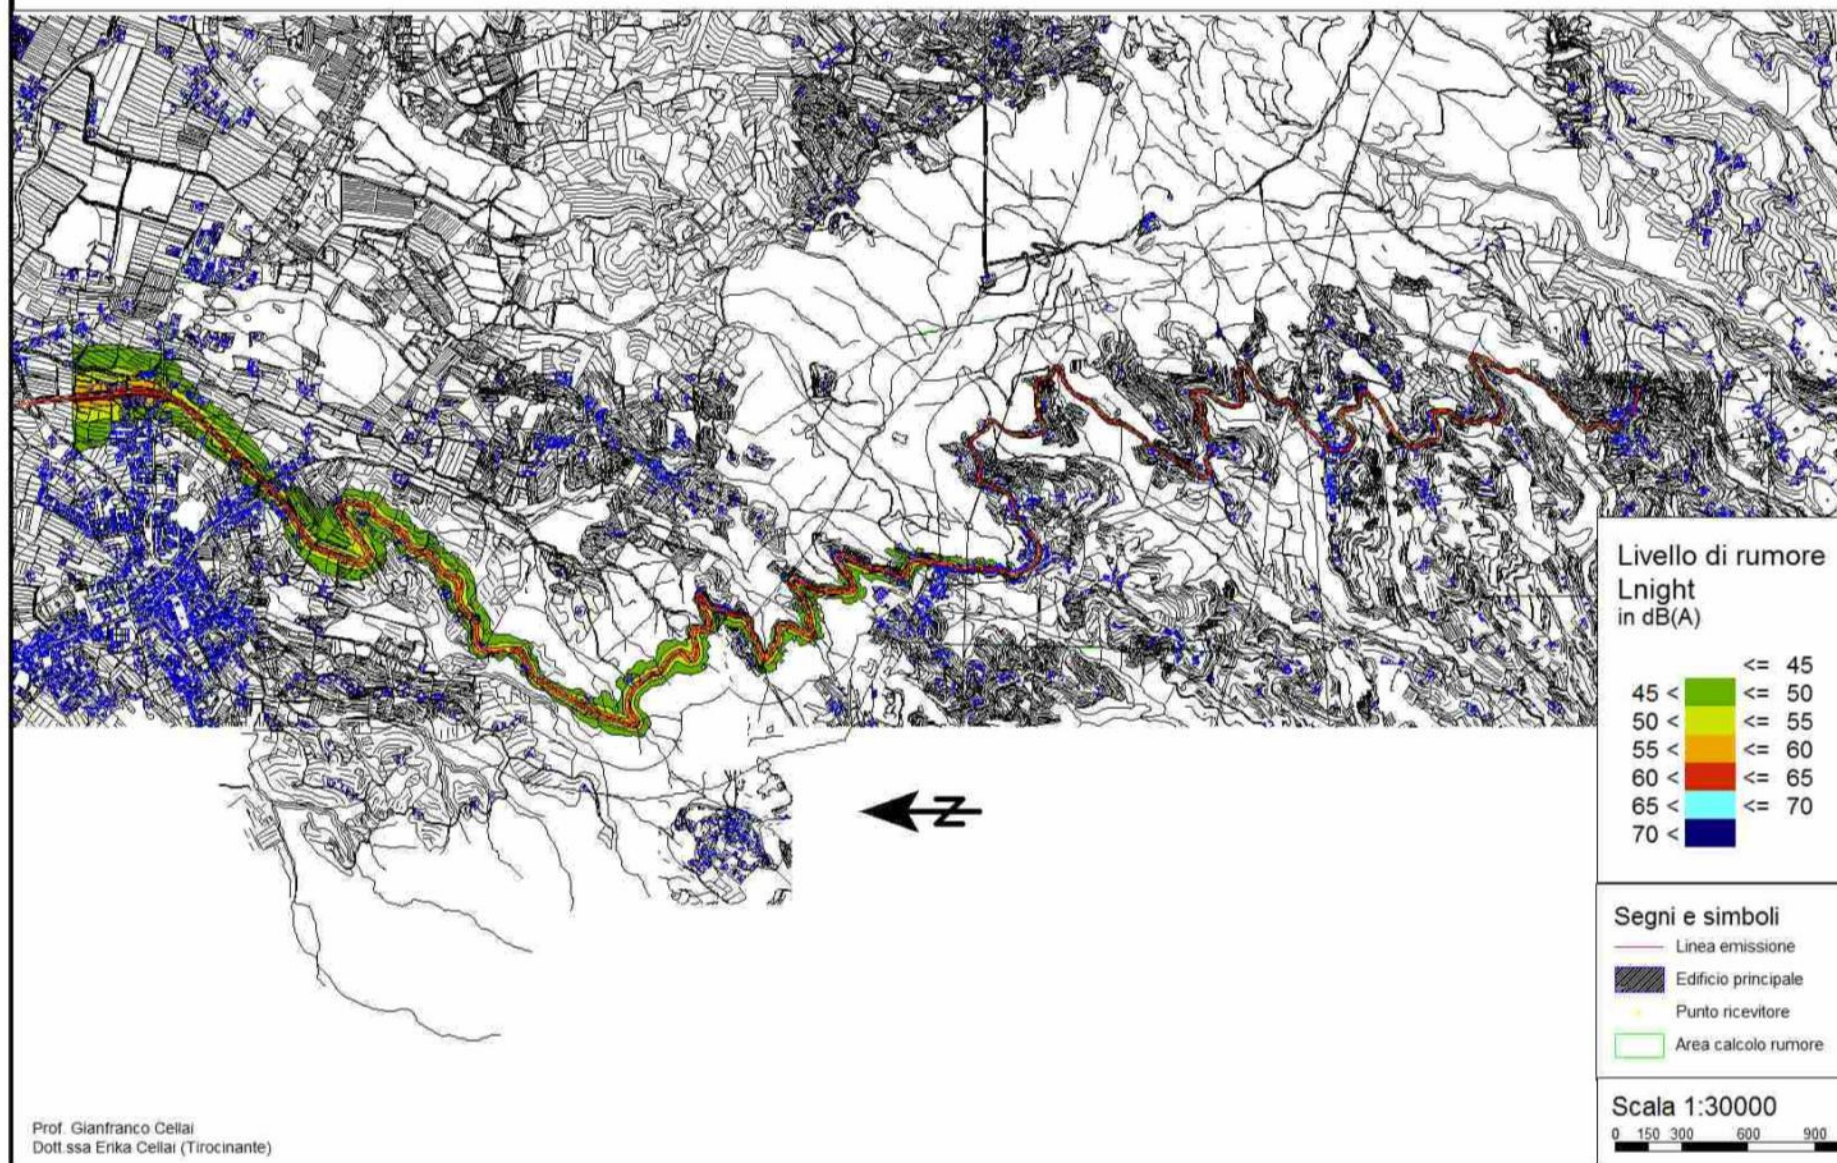 Livello di rumore
Lnight
in dB(A)
<= 45
45 < <= 50
50 < <= 55
55 < <= 60
60 < <= 65
65 < <= 70
70 <
Segni e simboli
Linea emissione
Edificio principale
Punto ricevitore
Area calcolo rumore
Scala 1:30000
0 150 300 600 900
Z
Prof. Gianfranco Cellai
Dott.ssa Erika Cellai (Tirocinante)